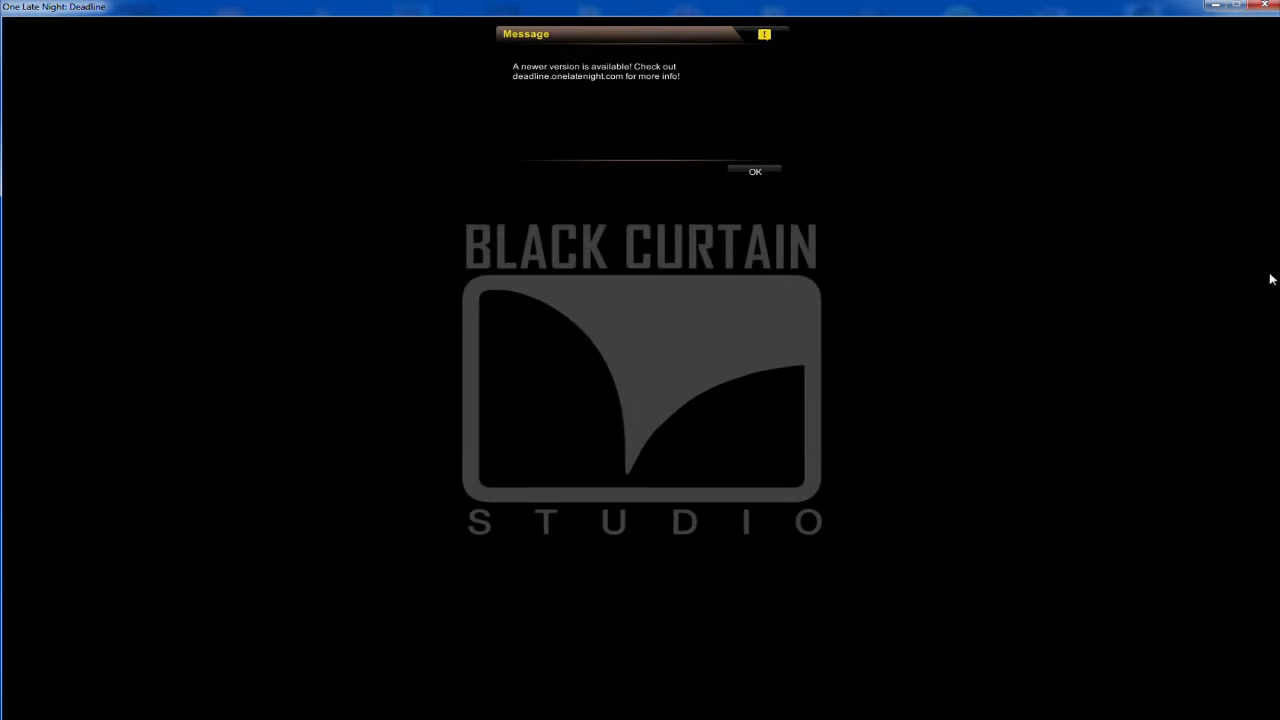 One Late Night: Deadline
Message
!
A newer version is available! Check out
deadline.onelatenight.com for more info!
OK
BLACK CURTAIN
STUDIO